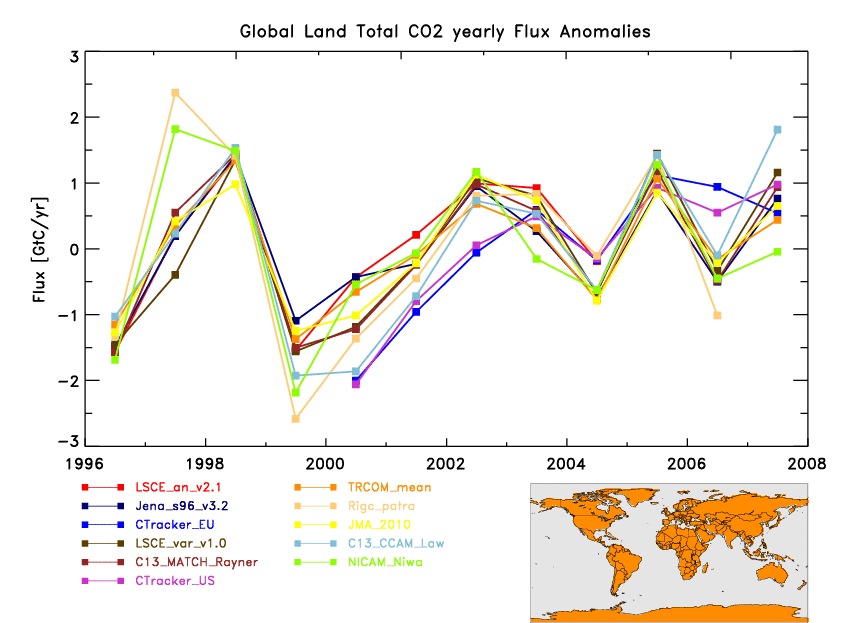 Global Land Total CO2 yearly Flux Anomalies
3
2
1
0
-1
-2
-3
Flux [GtC/yr]
1996 1998 2000 2002 2004 2006 2008
LSCE_an_v2.1 TRCOM_mean
Jena_s96_v3.2 Rigc_patra
CTracker_EU JMA_2010
LSCE_var_v1.0 C13_CCAM_Law
C13_MATCH_Rayner NICAM_Niwa
CTracker_US